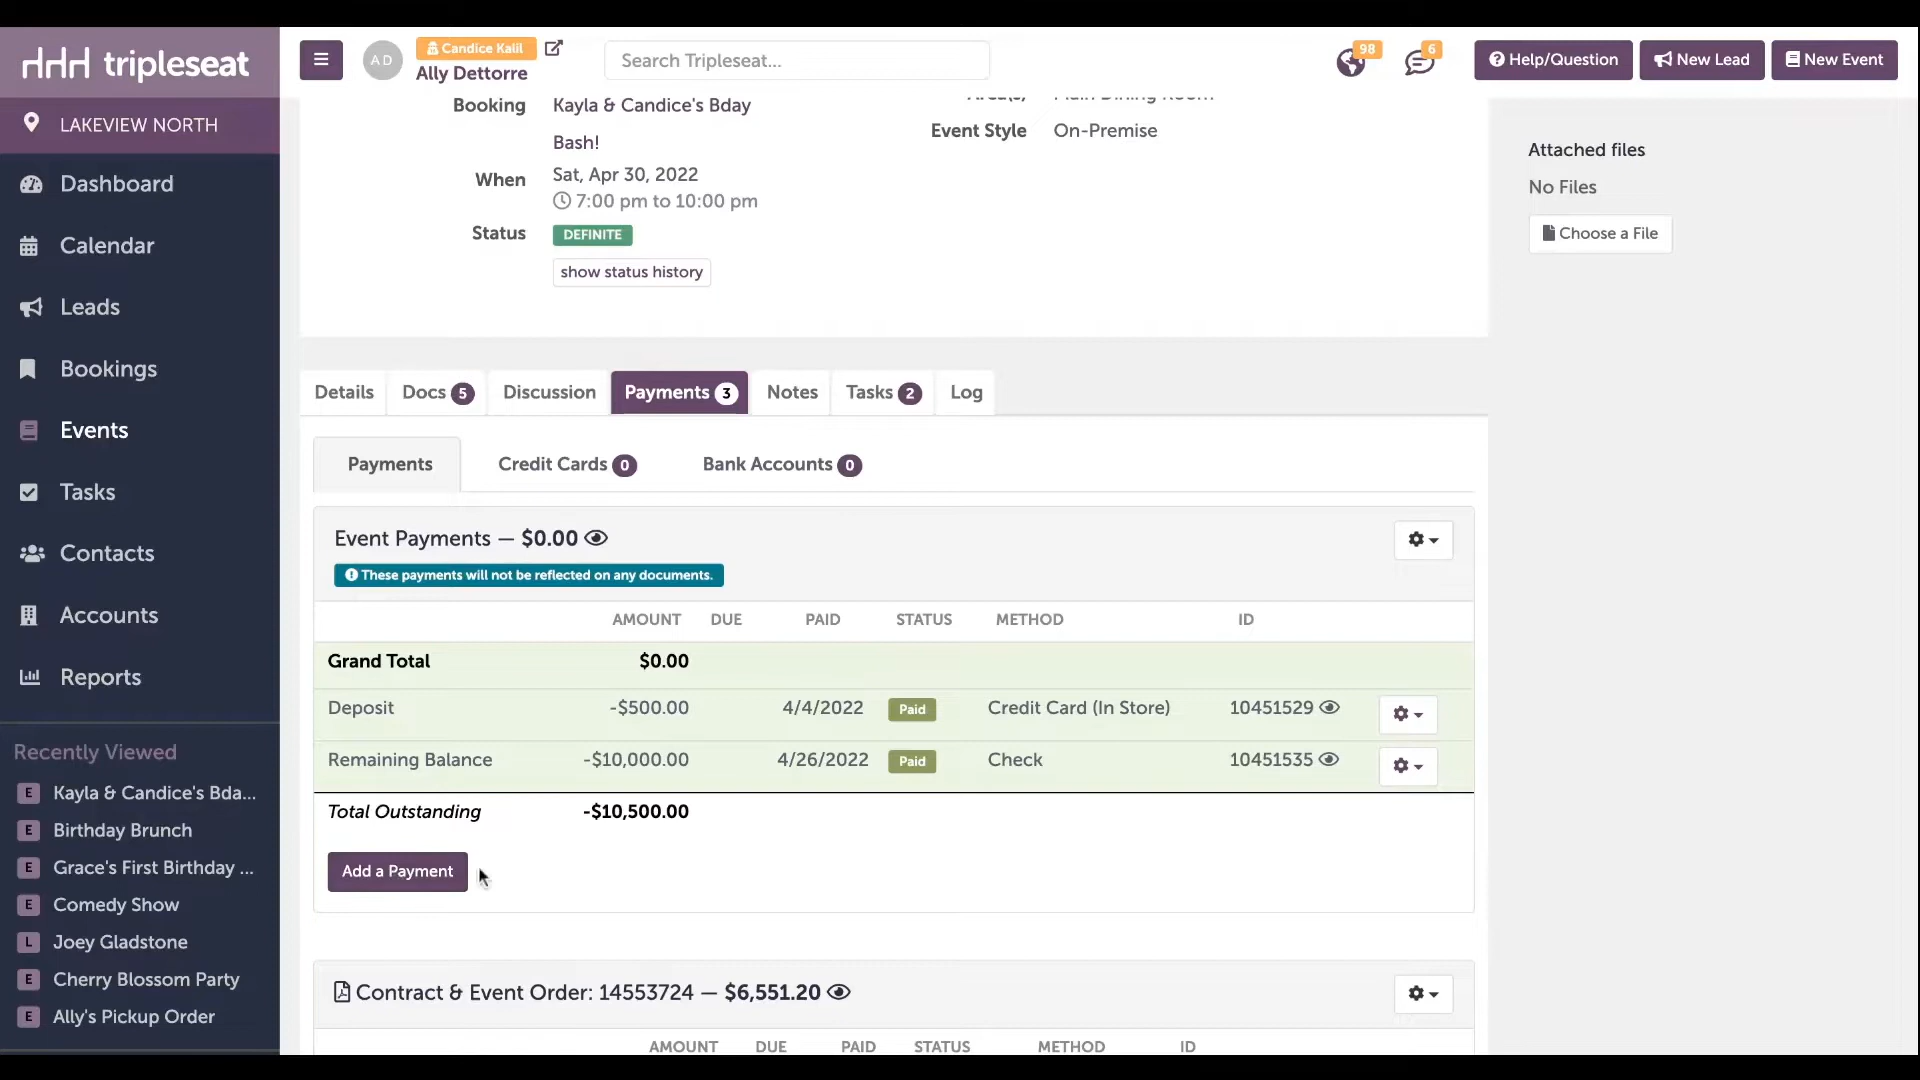 tripleseat
LAKEVIEW NORTH
Dashboard
Calendar
Leads
Bookings
Events
Tasks
Contacts
Accounts
Reports
Recently Viewed
E Kayla & Candice's Bda...
E Birthday Brunch
E Grace's First Birthday ...
E Comedy Show
L Joey Gladstone
E Cherry Blossom Party
E Ally's Pickup Order
AD
Candice Kalil
Ally Dettorre
Search Tripleseat...
98
6
Help/Question
New Lead
New Event
Booking Kayla & Candice's Bday
Bash!
When Sat, Apr 30, 2022
7:00 pm to 10:00 pm
Status DEFINITE
show status history
Area(s) Main Dining Room
Event Style On-Premise
Attached files
No Files
Choose a File
Details Docs 5 Discussion Payments 3 Notes Tasks 2 Log
Payments Credit Cards 0 Bank Accounts 0
Event Payments — $0.00
These payments will not be reflected on any documents.
AMOUNT DUE PAID STATUS METHOD ID
Grand Total $0.00
Deposit -$500.00 4/4/2022 Paid Credit Card (In Store) 10451529
Remaining Balance -$10,000.00 4/26/2022 Paid Check 10451535
Total Outstanding -$10,500.00
Add a Payment
Contract & Event Order: 14553724 — $6,551.20
AMOUNT DUE PAID STATUS METHOD ID